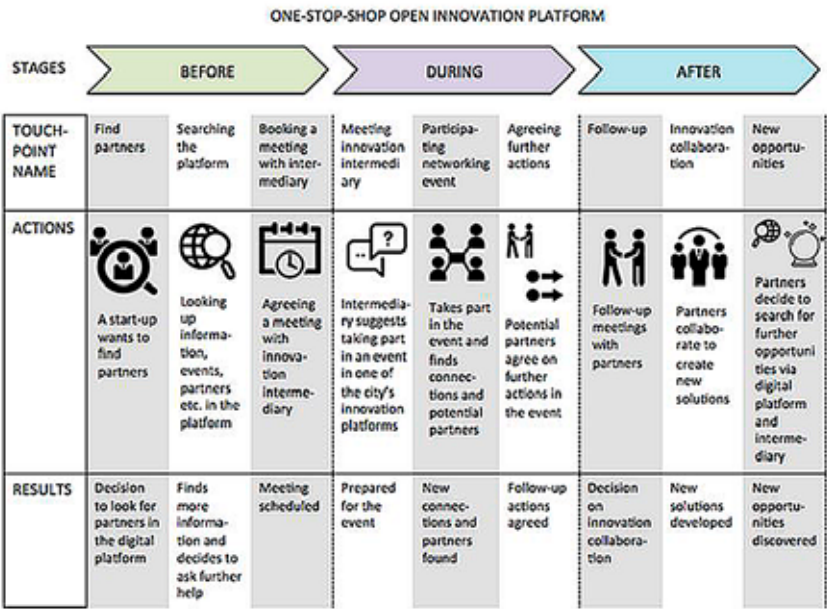 ONE-STOP-SHOP OPEN INNOVATION PLATFORM
STAGES
BEFORE
DURING
AFTER
TOUCH-
POINT
NAME
Find
partners
Searching
the
platform
Booking a
meeting
with inter-
mediary
Meeting
innovation
intermedi
ary
Participa-
ting
networking
event
Agreeing
further
actions
Follow-up
Innovation
collabora-
tion
New
opportu-
nities
ACTIONS
A start-up
wants to
find
partners
Looking
up
information,
events,
partners
etc. in the
platform
Agreeing
a meeting
with
innova-
tion
interme-
diary
?
Intermedia-
ry suggests
taking part
in an event
in one of
the city's
innovation
platforms
Takes part
in the
event and
finds
connec-
tions and
potential
partners
Potential
partners
agree on
further
actions in
the event
Follow-up
meetings
with
partners
Partners
collabo-
rate to
create
new
solutions
Partners
decide to
search for
further
opportuni
ties via
digital
platform
and
interme-
diary
RESULTS
Decision
to look for
partners in
the digital
platform
Finds
more
informa-
tion and
decides to
ask further
help
Meeting
scheduled
Prepared
for the
event
New
connec-
tions and
partners
found
Follow-up
actions
agreed
Decision
on
innovation
collabora-
tion
New
solutions
developed
New
opportu-
nities
discovered